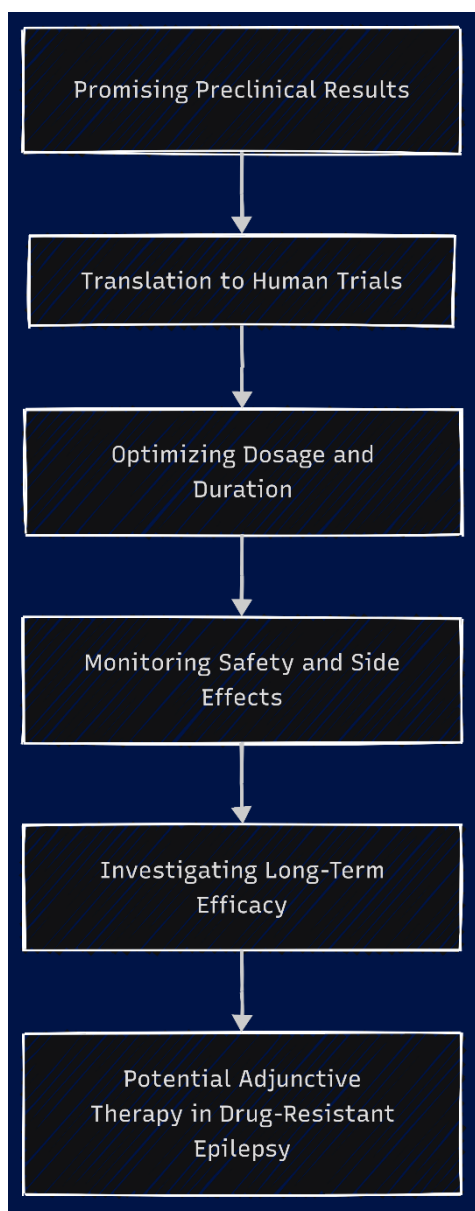 Promising Preclinical Results
Translation to Human Trials
Optimizing Dosage and
Duration
Monitoring Safety and Side
Effects
Investigating Long-Term
Efficacy
Potential Adjunctive
Therapy in Drug-Resistant
Epilepsy